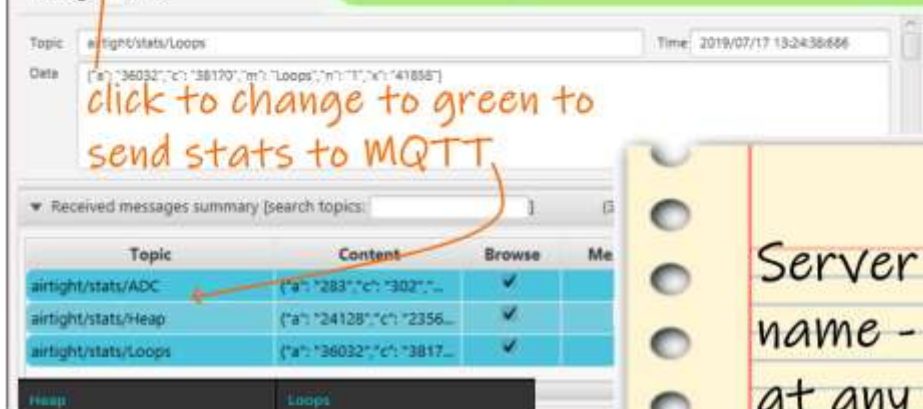 Topic airtight/stats/Loops Time 2019/07/17 13:24:38:686
Data {"a": "36032","c": "38170","m": "Loops","n": "1","x": "41858"}
click to change to green to
send stats to MQTT
▼ Received messages summary [search topics: ]
Topic Content Browse Me
airtight/stats/ADC {"a": "283","c": "302","...
airtight/stats/Heap {"a": "24128","c": "2356...
airtight/stats/Loops {"a": "36032","c": "3817...
Heap Loops
Server
name -
at any